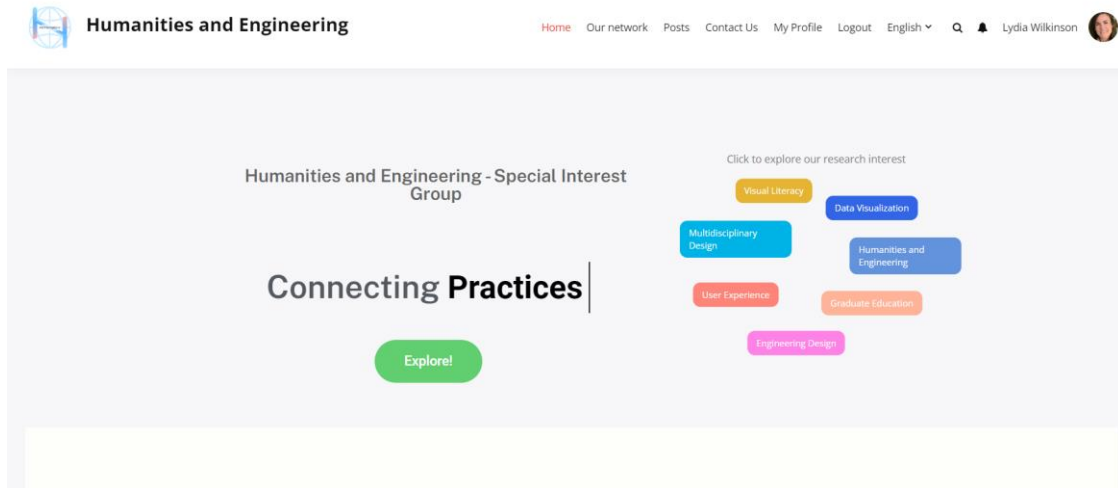 Humanities and Engineering
Home Our network Posts Contact Us My Profile Logout English Lydia Wilkinson
Humanities and Engineering - Special Interest
Group
Connecting Practices
Explore!
Click to explore our research interest
Visual Literacy
Data Visualization
Multidisciplinary
Design
Humanities and
Engineering
User Experience
Graduate Education
Engineering Design